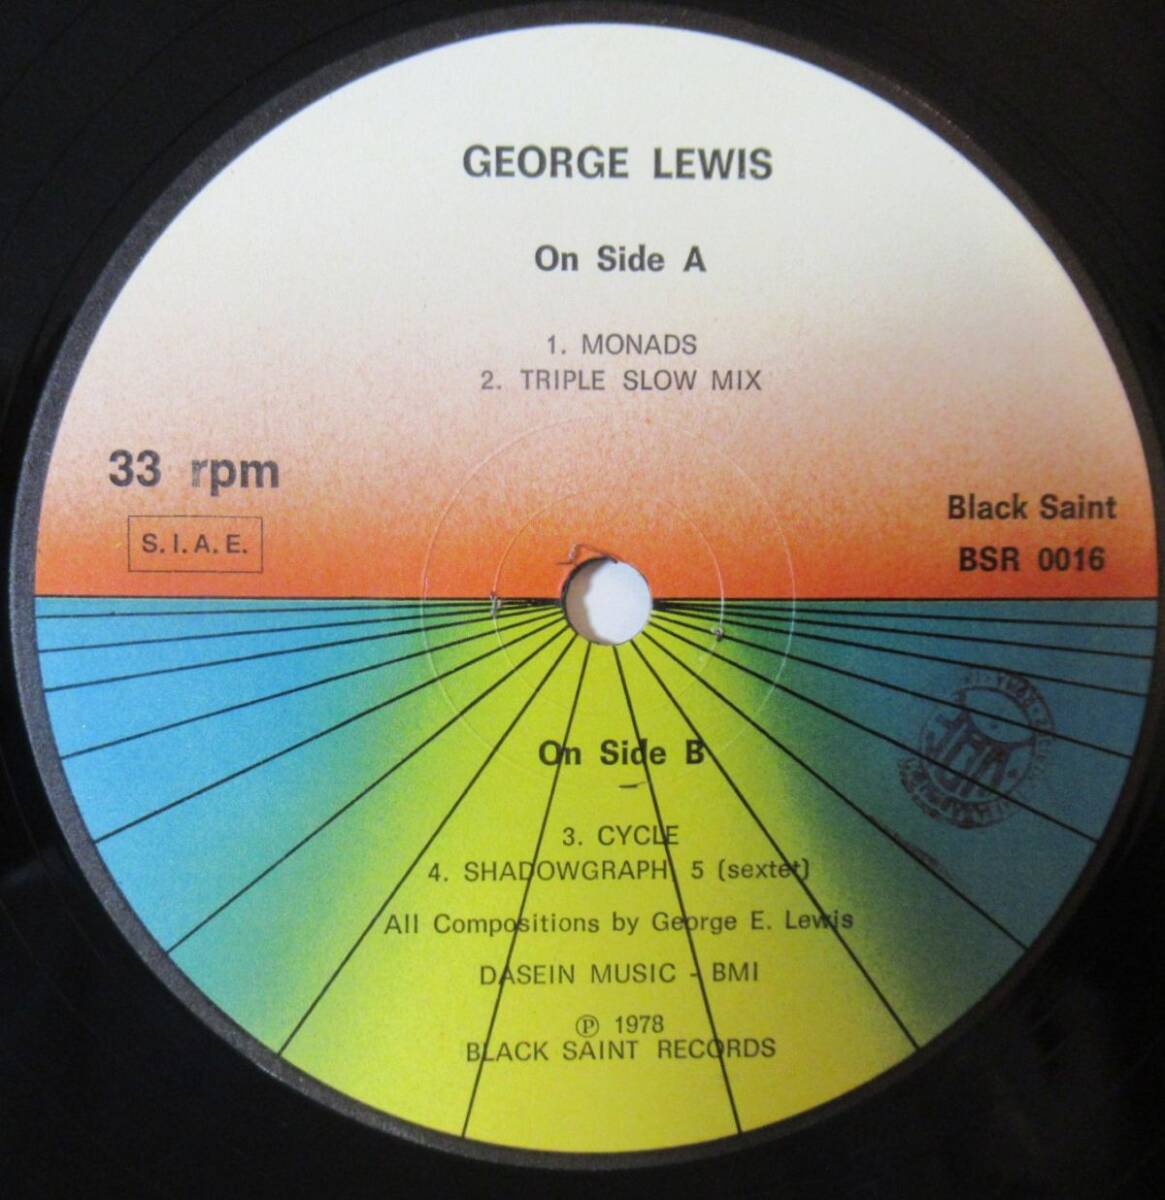 GEORGE LEWIS
On Side A
1. MONADS
2. TRIPLE SLOW MIX
33 rpm
S.I.A.E.
Black Saint
BSR 0016
On Side B
3. CYCLE
4. SHADOWGRAPH 5 (sextet)
All Compositions by George E. Lewis
DASEIN MUSIC - BMI
℗ 1978
BLACK SAINT RECORDS